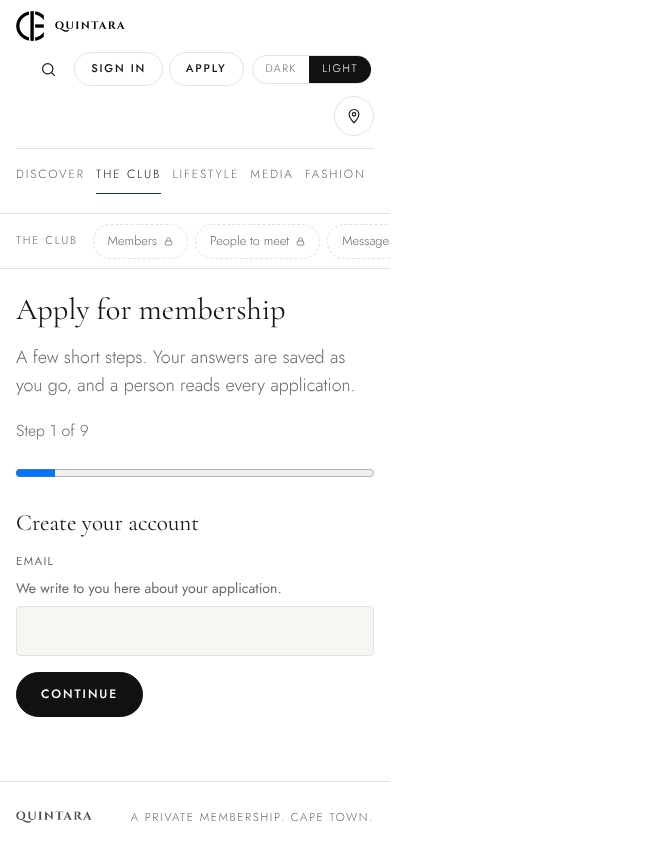 QUINTARA
SIGN IN
APPLY
DARK
LIGHT
DISCOVER THE CLUB LIFESTYLE MEDIA FASHION
THE CLUB Members People to meet Message
Apply for membership
A few short steps. Your answers are saved as
you go, and a person reads every application.
Step 1 of 9
Create your account
EMAIL
We write to you here about your application.
CONTINUE
QUINTARA A PRIVATE MEMBERSHIP. CAPE TOWN.